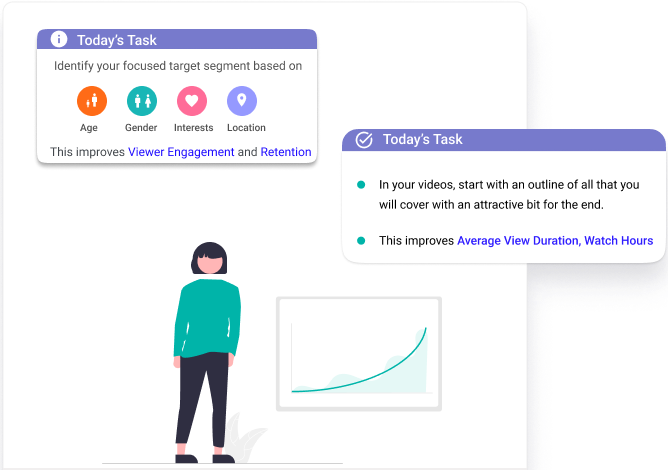 Today's Task
Identify your focused target segment based on
Age
Gender
Interests
Location
This improves Viewer Engagement and Retention
Today's Task
In your videos, start with an outline of all that you
will cover with an attractive bit for the end.
This improves Average View Duration, Watch Hours